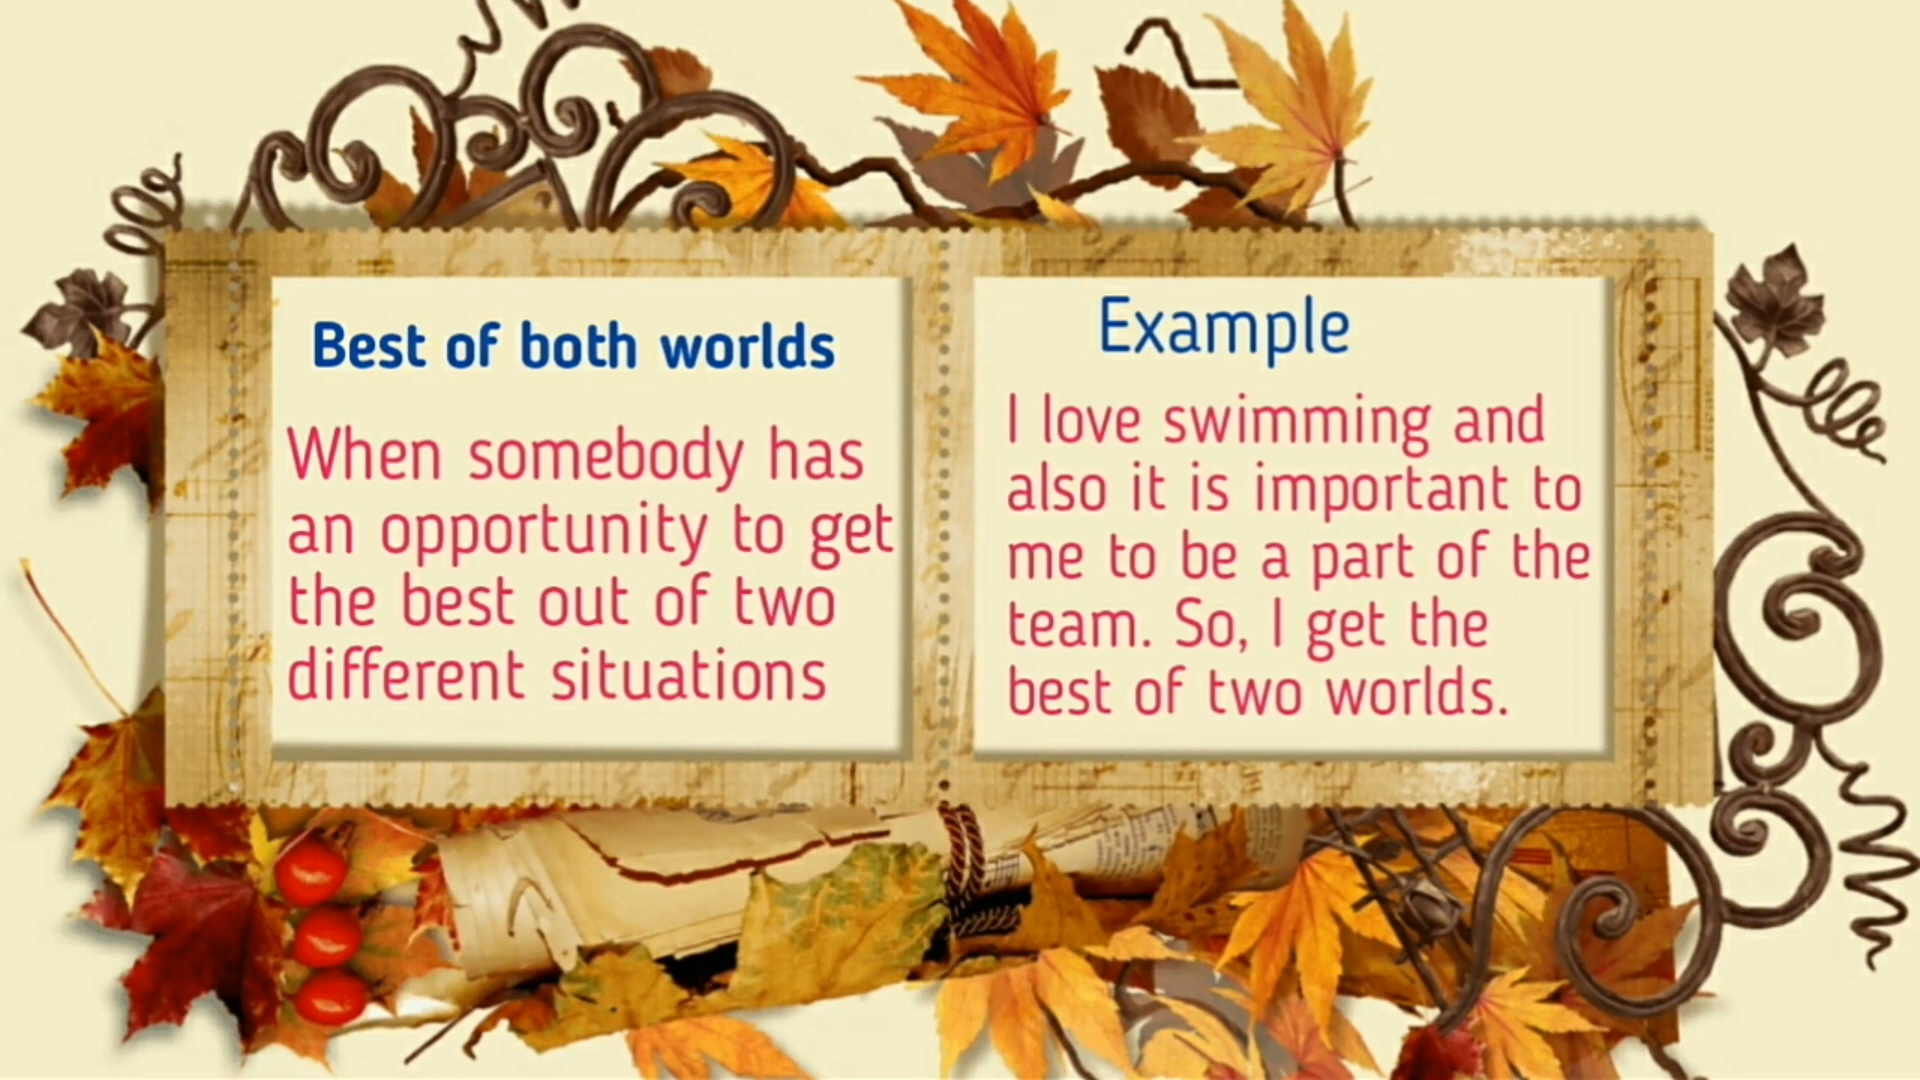 Best of both worlds
When somebody has
an opportunity to get
the best out of two
different situations
Example
I love swimming and
also it is important to
me to be a part of the
team. So, I get the
best of two worlds.